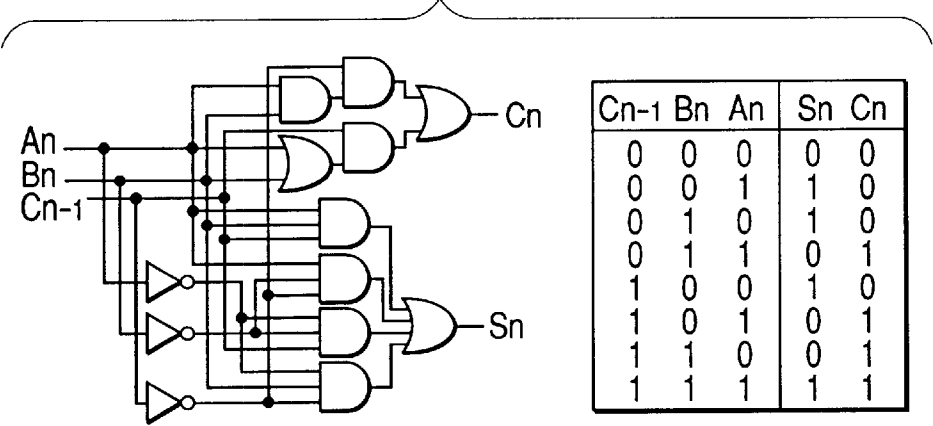 An
Bn
Cn-1
Cn
Sn
Cn-1 Bn An Sn Cn
0 0 0 0 0
0 0 1 1 0
0 1 0 1 0
0 1 1 0 1
1 0 0 1 0
1 0 1 0 1
1 1 0 0 1
1 1 1 1 1